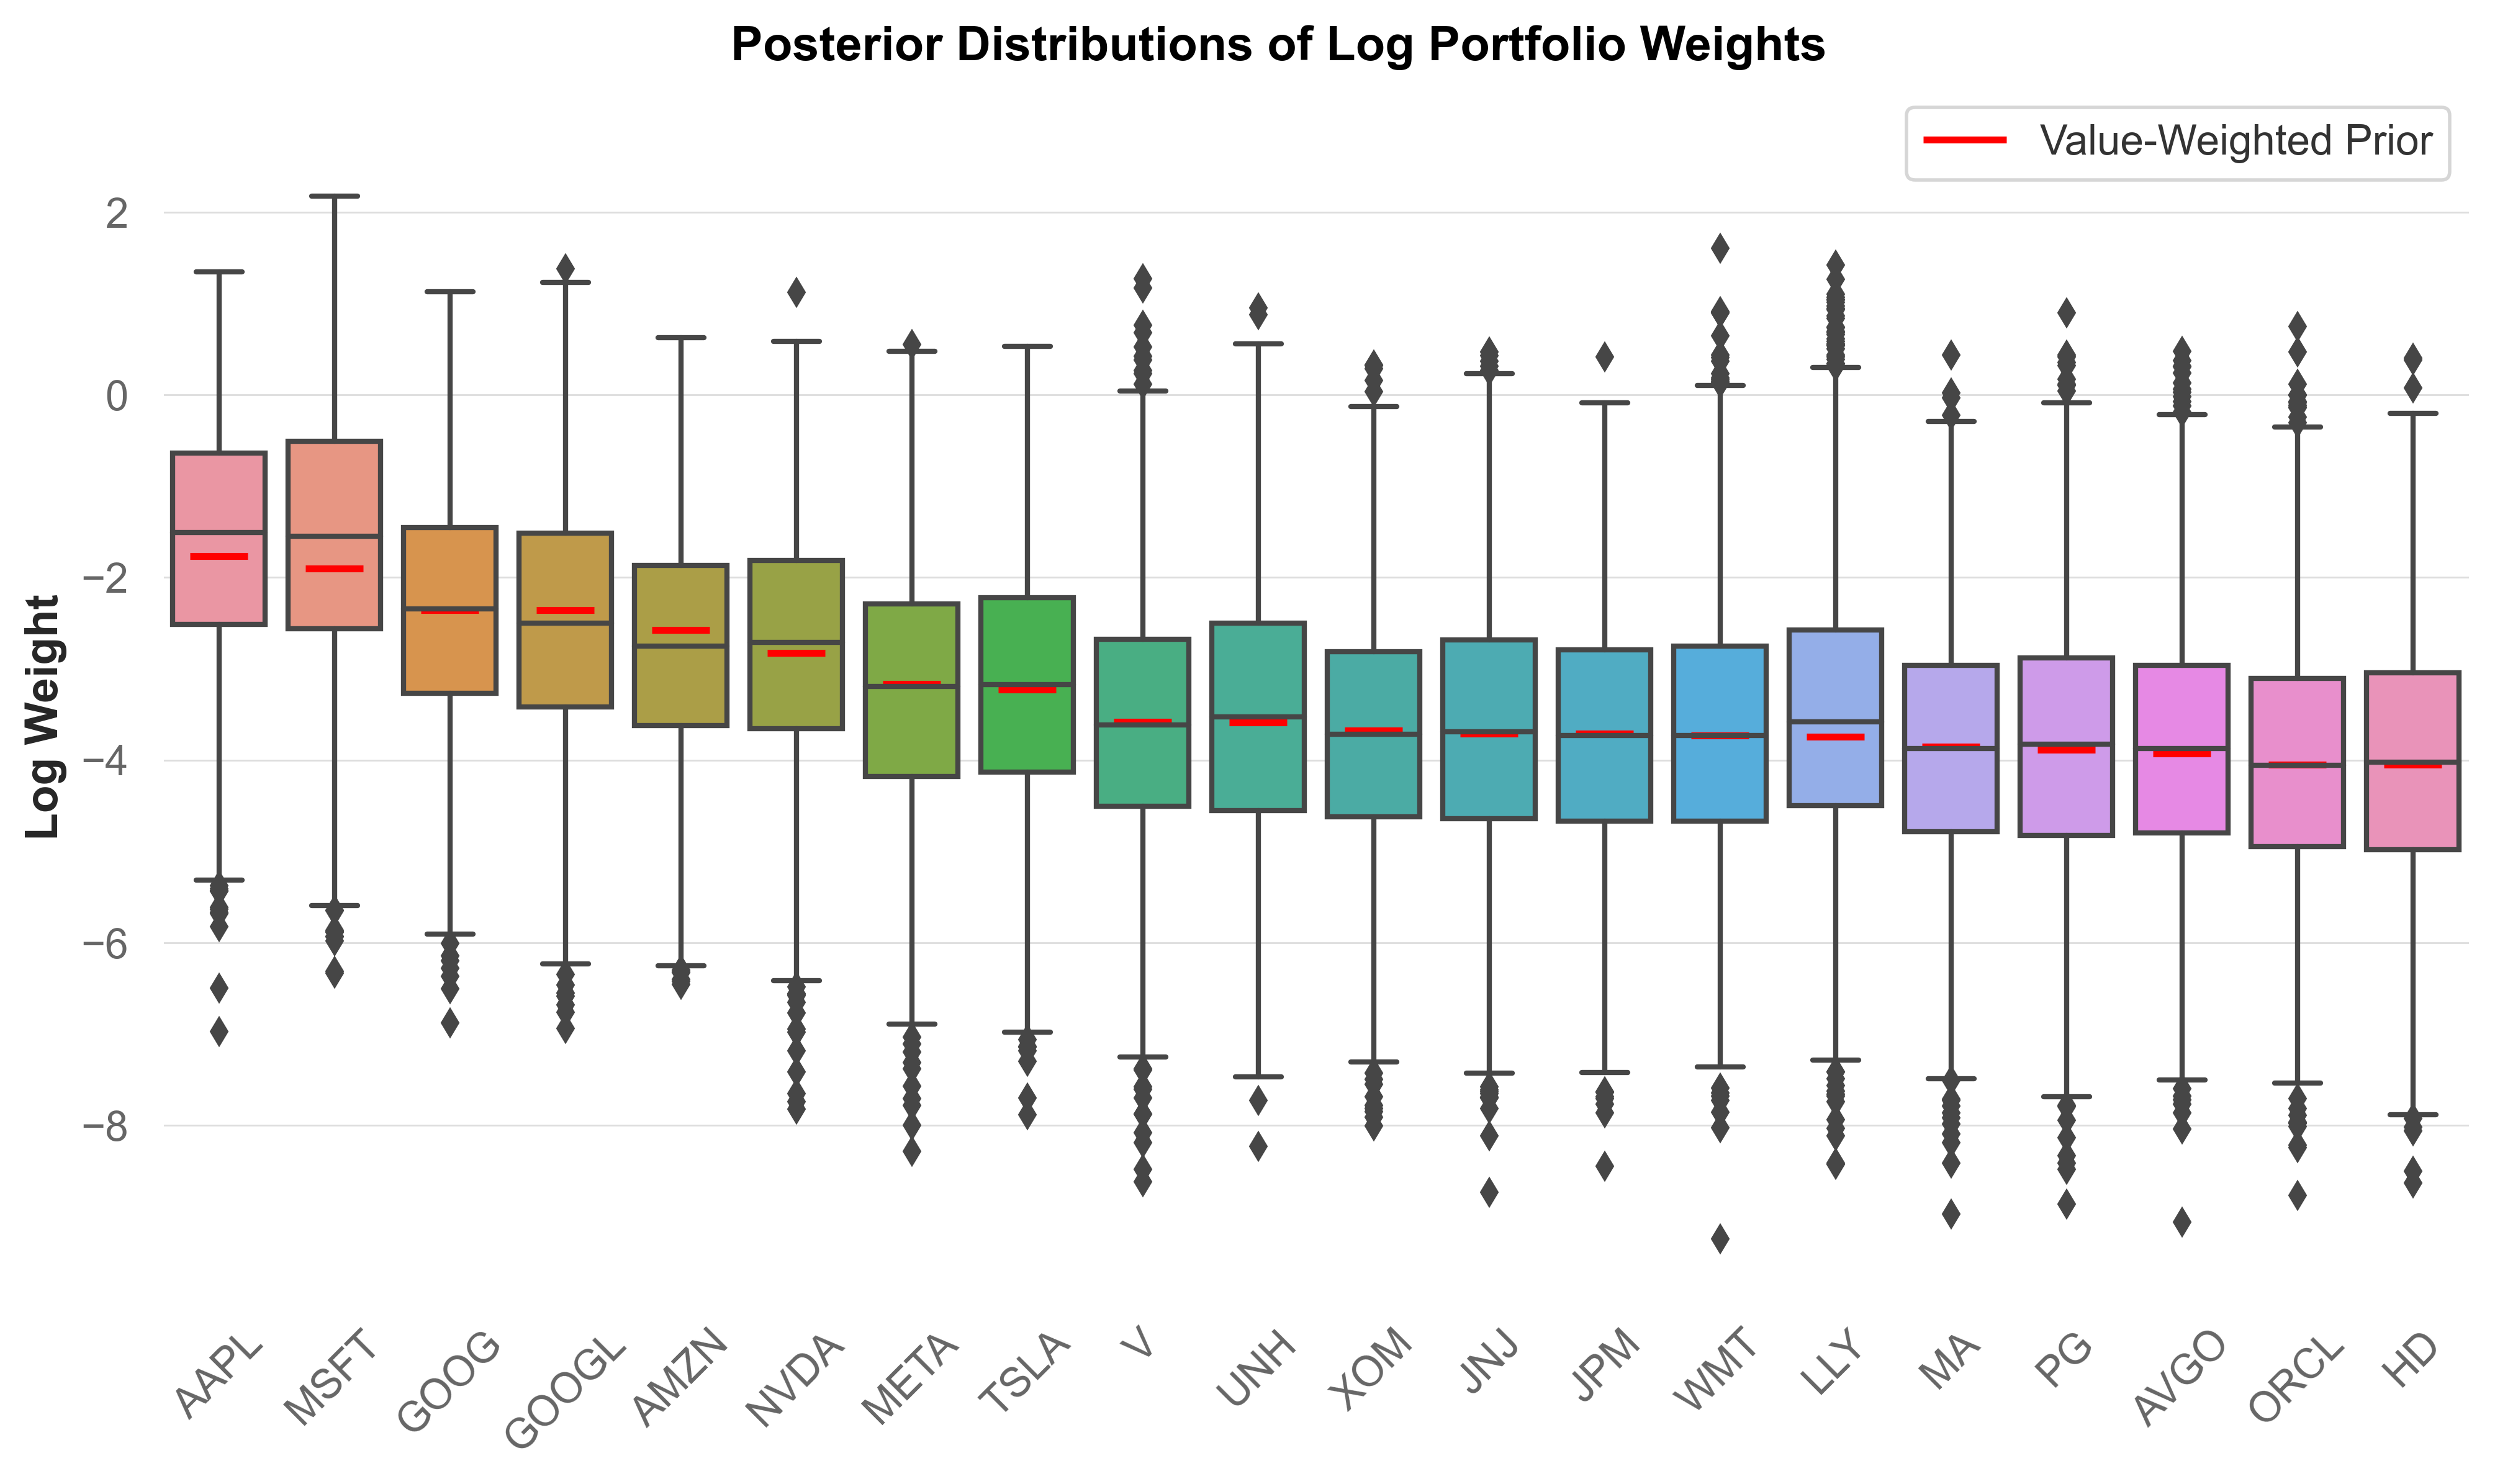 Posterior Distributions of Log Portfolio Weights
Value-Weighted Prior
2
0
−2
−4
−6
−8
Log Weight
AAPL
MSFT
GOOG
GOOGL
AMZN
NVDA
META
TSLA
V
UNH
XOM
JNJ
JPM
WMT
LLY
MA
PG
AVGO
ORCL
HD